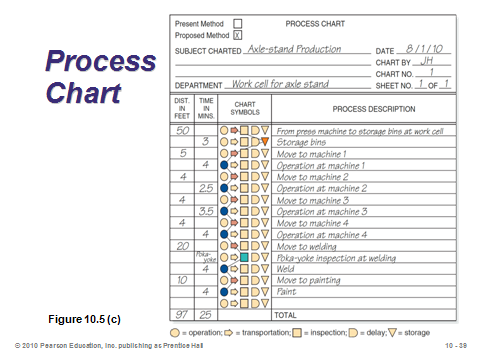 Process
Chart
Present Method PROCESS CHART
Proposed Method X
SUBJECT CHARTED Axle-stand Production DATE 8/1/10
CHART BY JH
CHART NO. 1
DEPARTMENT Work cell for axle stand SHEET NO. 1 OF 1
DIST. IN FEET TIME IN MINS. CHART SYMBOLS PROCESS DESCRIPTION
50 From press machine to storage bins at work cell
3 Storage bins
5 Move to machine 1
4 Operation at machine 1
4 Move to machine 2
2.5 Operation at machine 2
4 Move to machine 3
3.5 Operation at machine 3
4 Move to machine 4
4 Operation at machine 4
20 Move to welding
Poka-yoke Poka-yoke inspection at welding
4 Weld
10 Move to painting
4 Paint
97 25 TOTAL
Figure 10.5 (c)
= operation; = transportation; = inspection; = delay; = storage
© 2010 Pearson Education, Inc. publishing as Prentice Hall 10 - 39